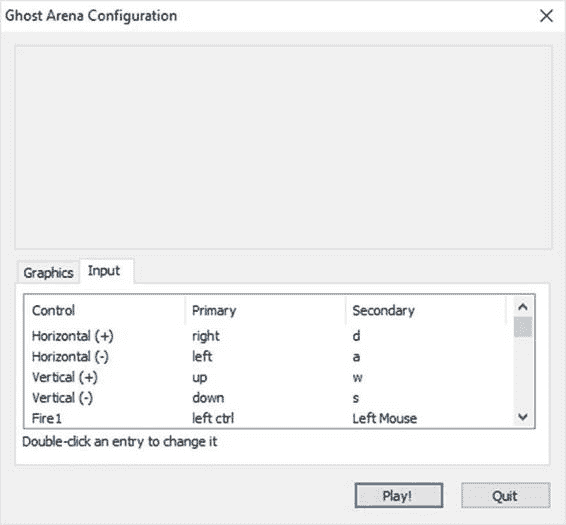 Ghost Arena Configuration
Graphics Input
Control Primary Secondary
Horizontal (+) right d
Horizontal (-) left a
Vertical (+) up w
Vertical (-) down s
Fire1 left ctrl Left Mouse
Double-click an entry to change it
Play! Quit